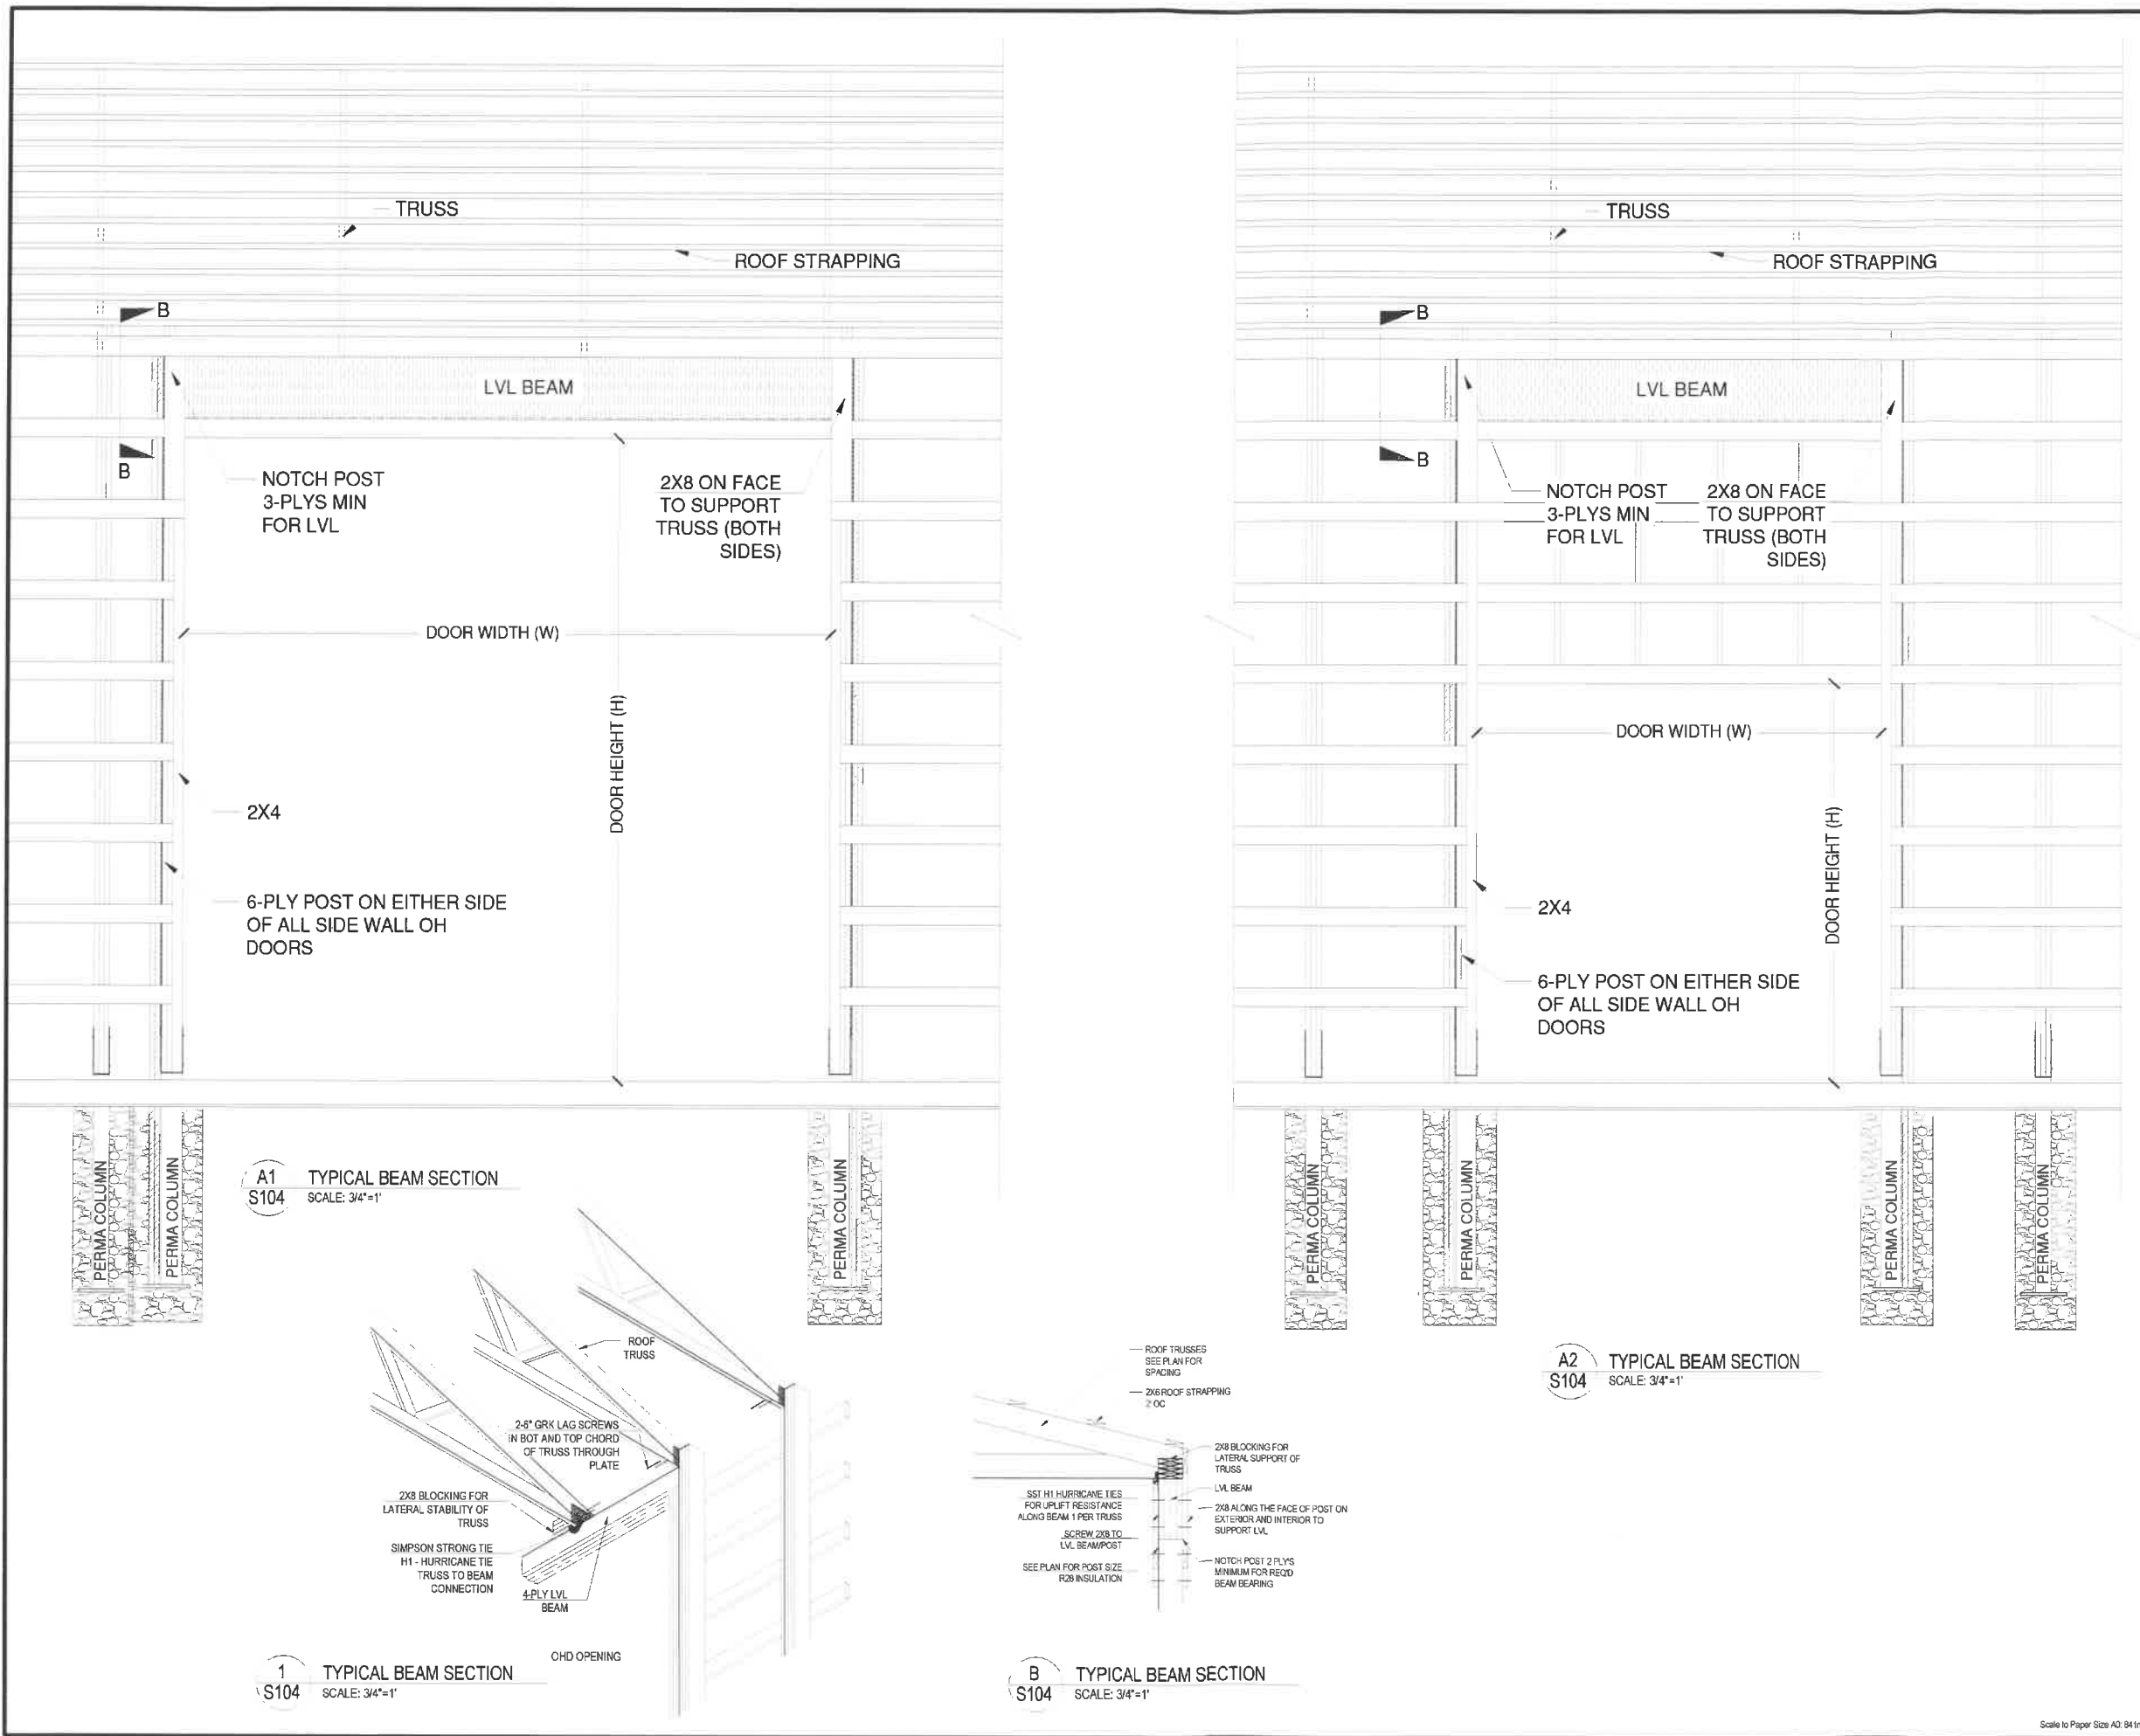 TRUSS
ROOF STRAPPING
B
LVL BEAM
B
NOTCH POST
3-PLYS MIN
FOR LVL
2X8 ON FACE
TO SUPPORT
TRUSS (BOTH
SIDES)
DOOR WIDTH (W)
DOOR HEIGHT (H)
2X4
6-PLY POST ON EITHER SIDE
OF ALL SIDE WALL OH
DOORS
PERMA COLUMN
PERMA COLUMN
PERMA COLUMN
A1
S104
TYPICAL BEAM SECTION
SCALE: 3/4"=1'
TRUSS
ROOF STRAPPING
B
LVL BEAM
B
NOTCH POST
3-PLYS MIN
FOR LVL
2X8 ON FACE
TO SUPPORT
TRUSS (BOTH
SIDES)
DOOR WIDTH (W)
DOOR HEIGHT (H)
2X4
6-PLY POST ON EITHER SIDE
OF ALL SIDE WALL OH
DOORS
PERMA COLUMN
PERMA COLUMN
PERMA COLUMN
PERMA COLUMN
A2
S104
TYPICAL BEAM SECTION
SCALE: 3/4"=1'
ROOF
TRUSS
2-6" GRK LAG SCREWS
IN BOT AND TOP CHORD
OF TRUSS THROUGH
PLATE
2X8 BLOCKING FOR
LATERAL STABILITY OF
TRUSS
SIMPSON STRONG TIE
H1 - HURRICANE TIE
TRUSS TO BEAM
CONNECTION
4-PLY LVL
BEAM
OHD OPENING
1
S104
TYPICAL BEAM SECTION
SCALE: 3/4"=1'
ROOF TRUSSES
SEE PLAN FOR
SPACING
2X6 ROOF STRAPPING
2' OC
2X8 BLOCKING FOR
LATERAL SUPPORT OF
TRUSS
LVL BEAM
2X8 ALONG THE FACE OF POST ON
EXTERIOR AND INTERIOR TO
SUPPORT LVL
NOTCH POST 2 PLYS
MINIMUM FOR REQ'D
BEAM BEARING
SST H1 HURRICANE TIES
FOR UPLIFT RESISTANCE
ALONG BEAM 1 PER TRUSS
SCREW 2X8 TO
LVL BEAM/POST
SEE PLAN FOR POST SIZE
R28 INSULATION
B
S104
TYPICAL BEAM SECTION
SCALE: 3/4"=1'
Scale to Paper Size A0: 841